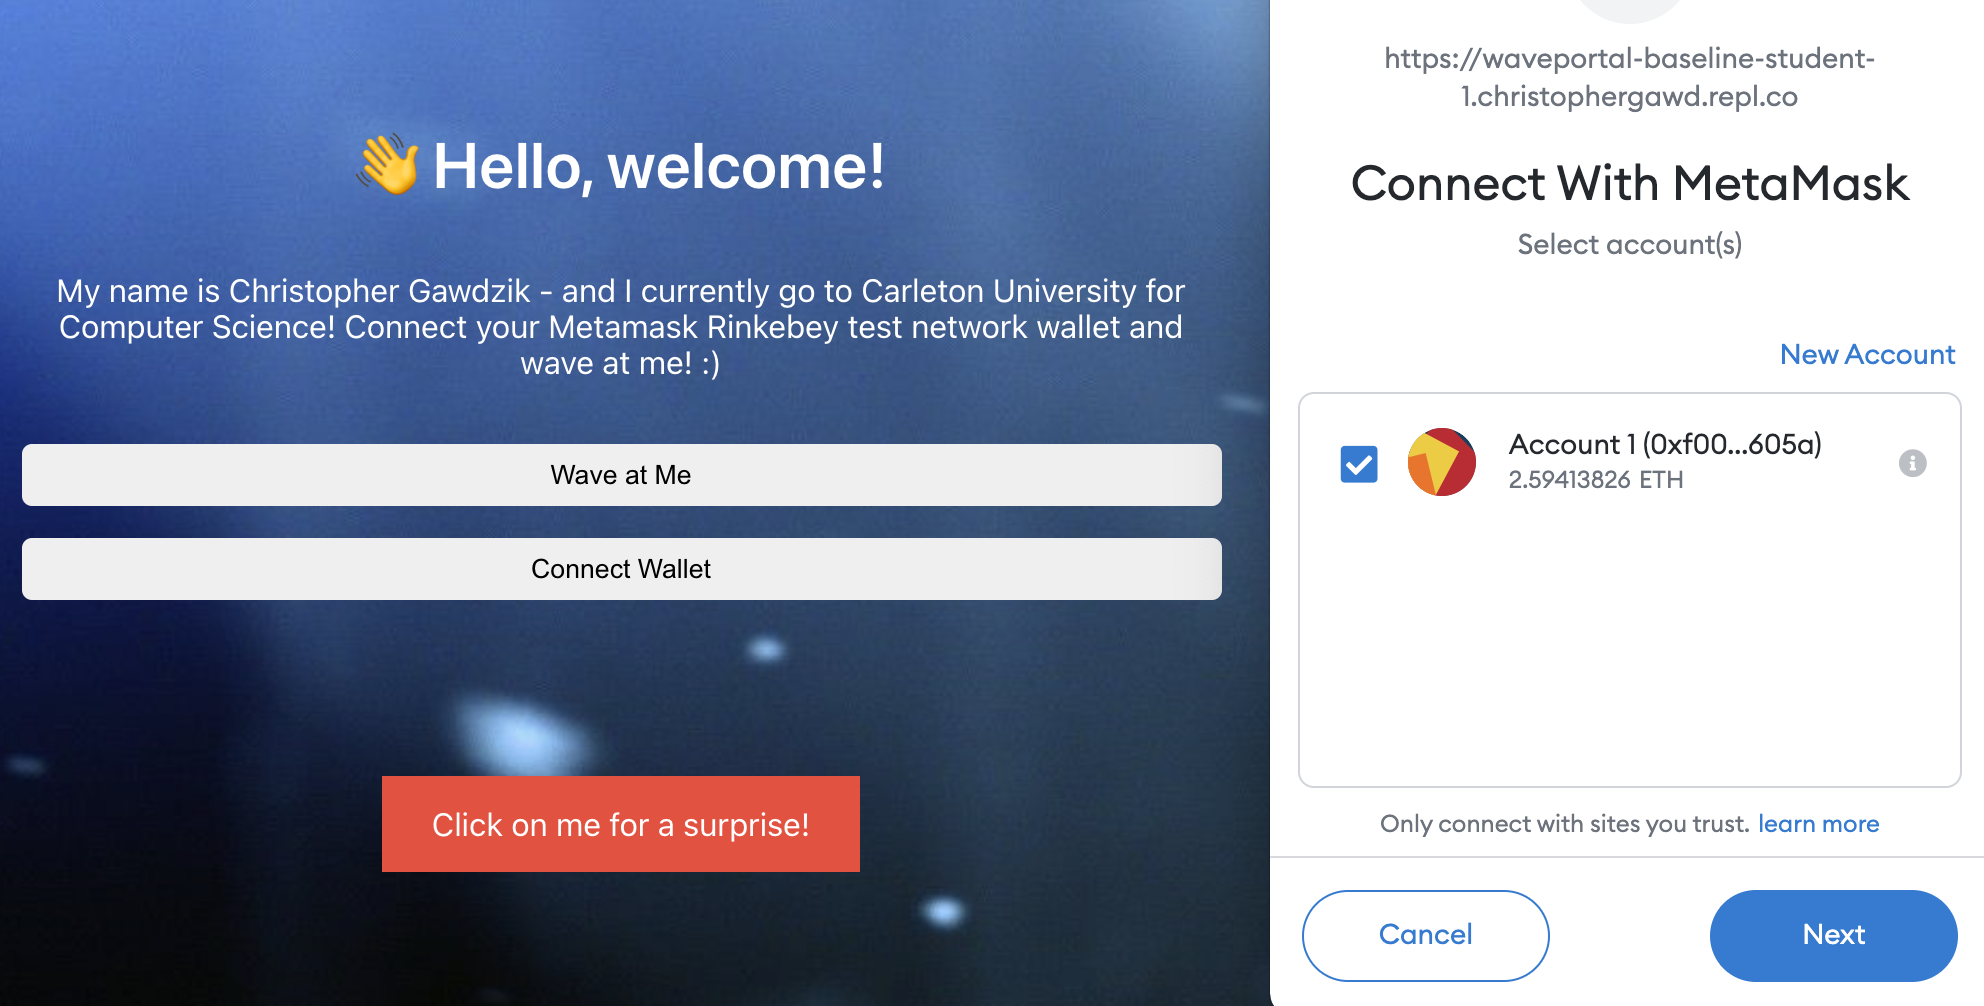 👋 Hello, welcome!
My name is Christopher Gawdzik - and I currently go to Carleton University for
Computer Science! Connect your Metamask Rinkebey test network wallet and
wave at me! :)
Wave at Me
Connect Wallet
Click on me for a surprise!
https://waveportal-baseline-student-
1.christophergawd.repl.co
Connect With MetaMask
Select account(s)
New Account
Account 1 (0xf00...605a)
2.59413826 ETH
Only connect with sites you trust. learn more
Cancel
Next